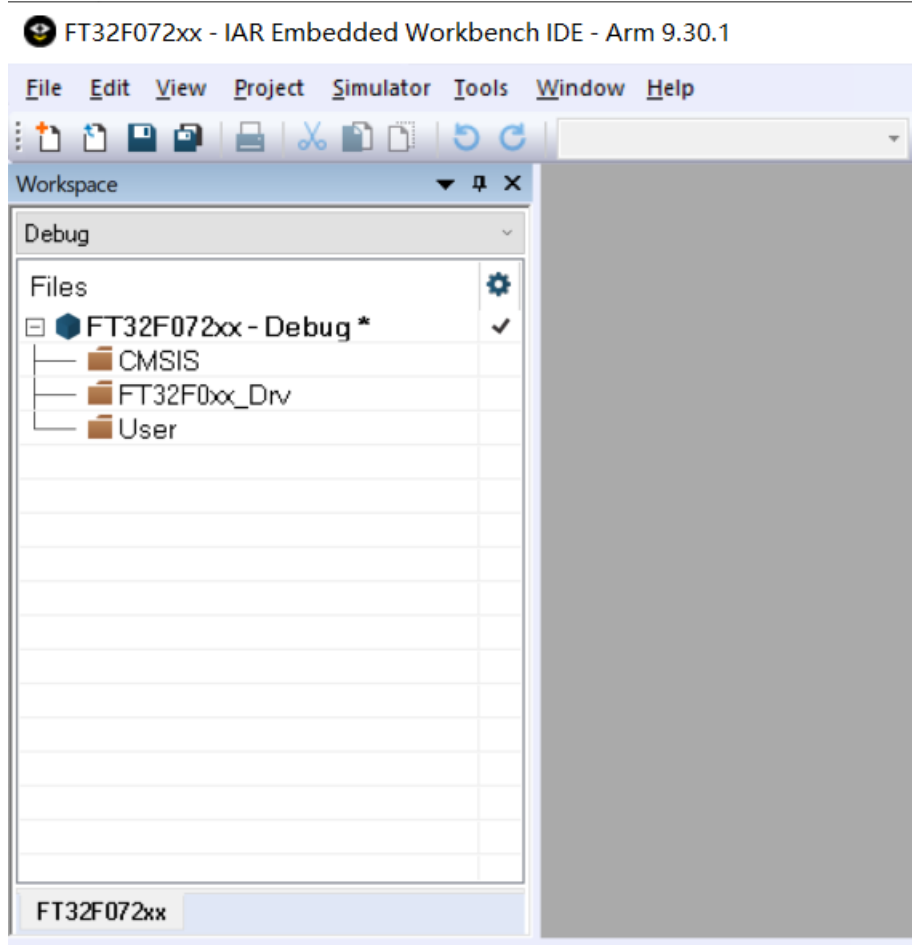 FT32F072xx - IAR Embedded Workbench IDE - Arm 9.30.1
File Edit View Project Simulator Tools Window Help
Workspace
Debug
Files
FT32F072xx - Debug *
CMSIS
FT32F0xx_Drv
User
FT32F072xx